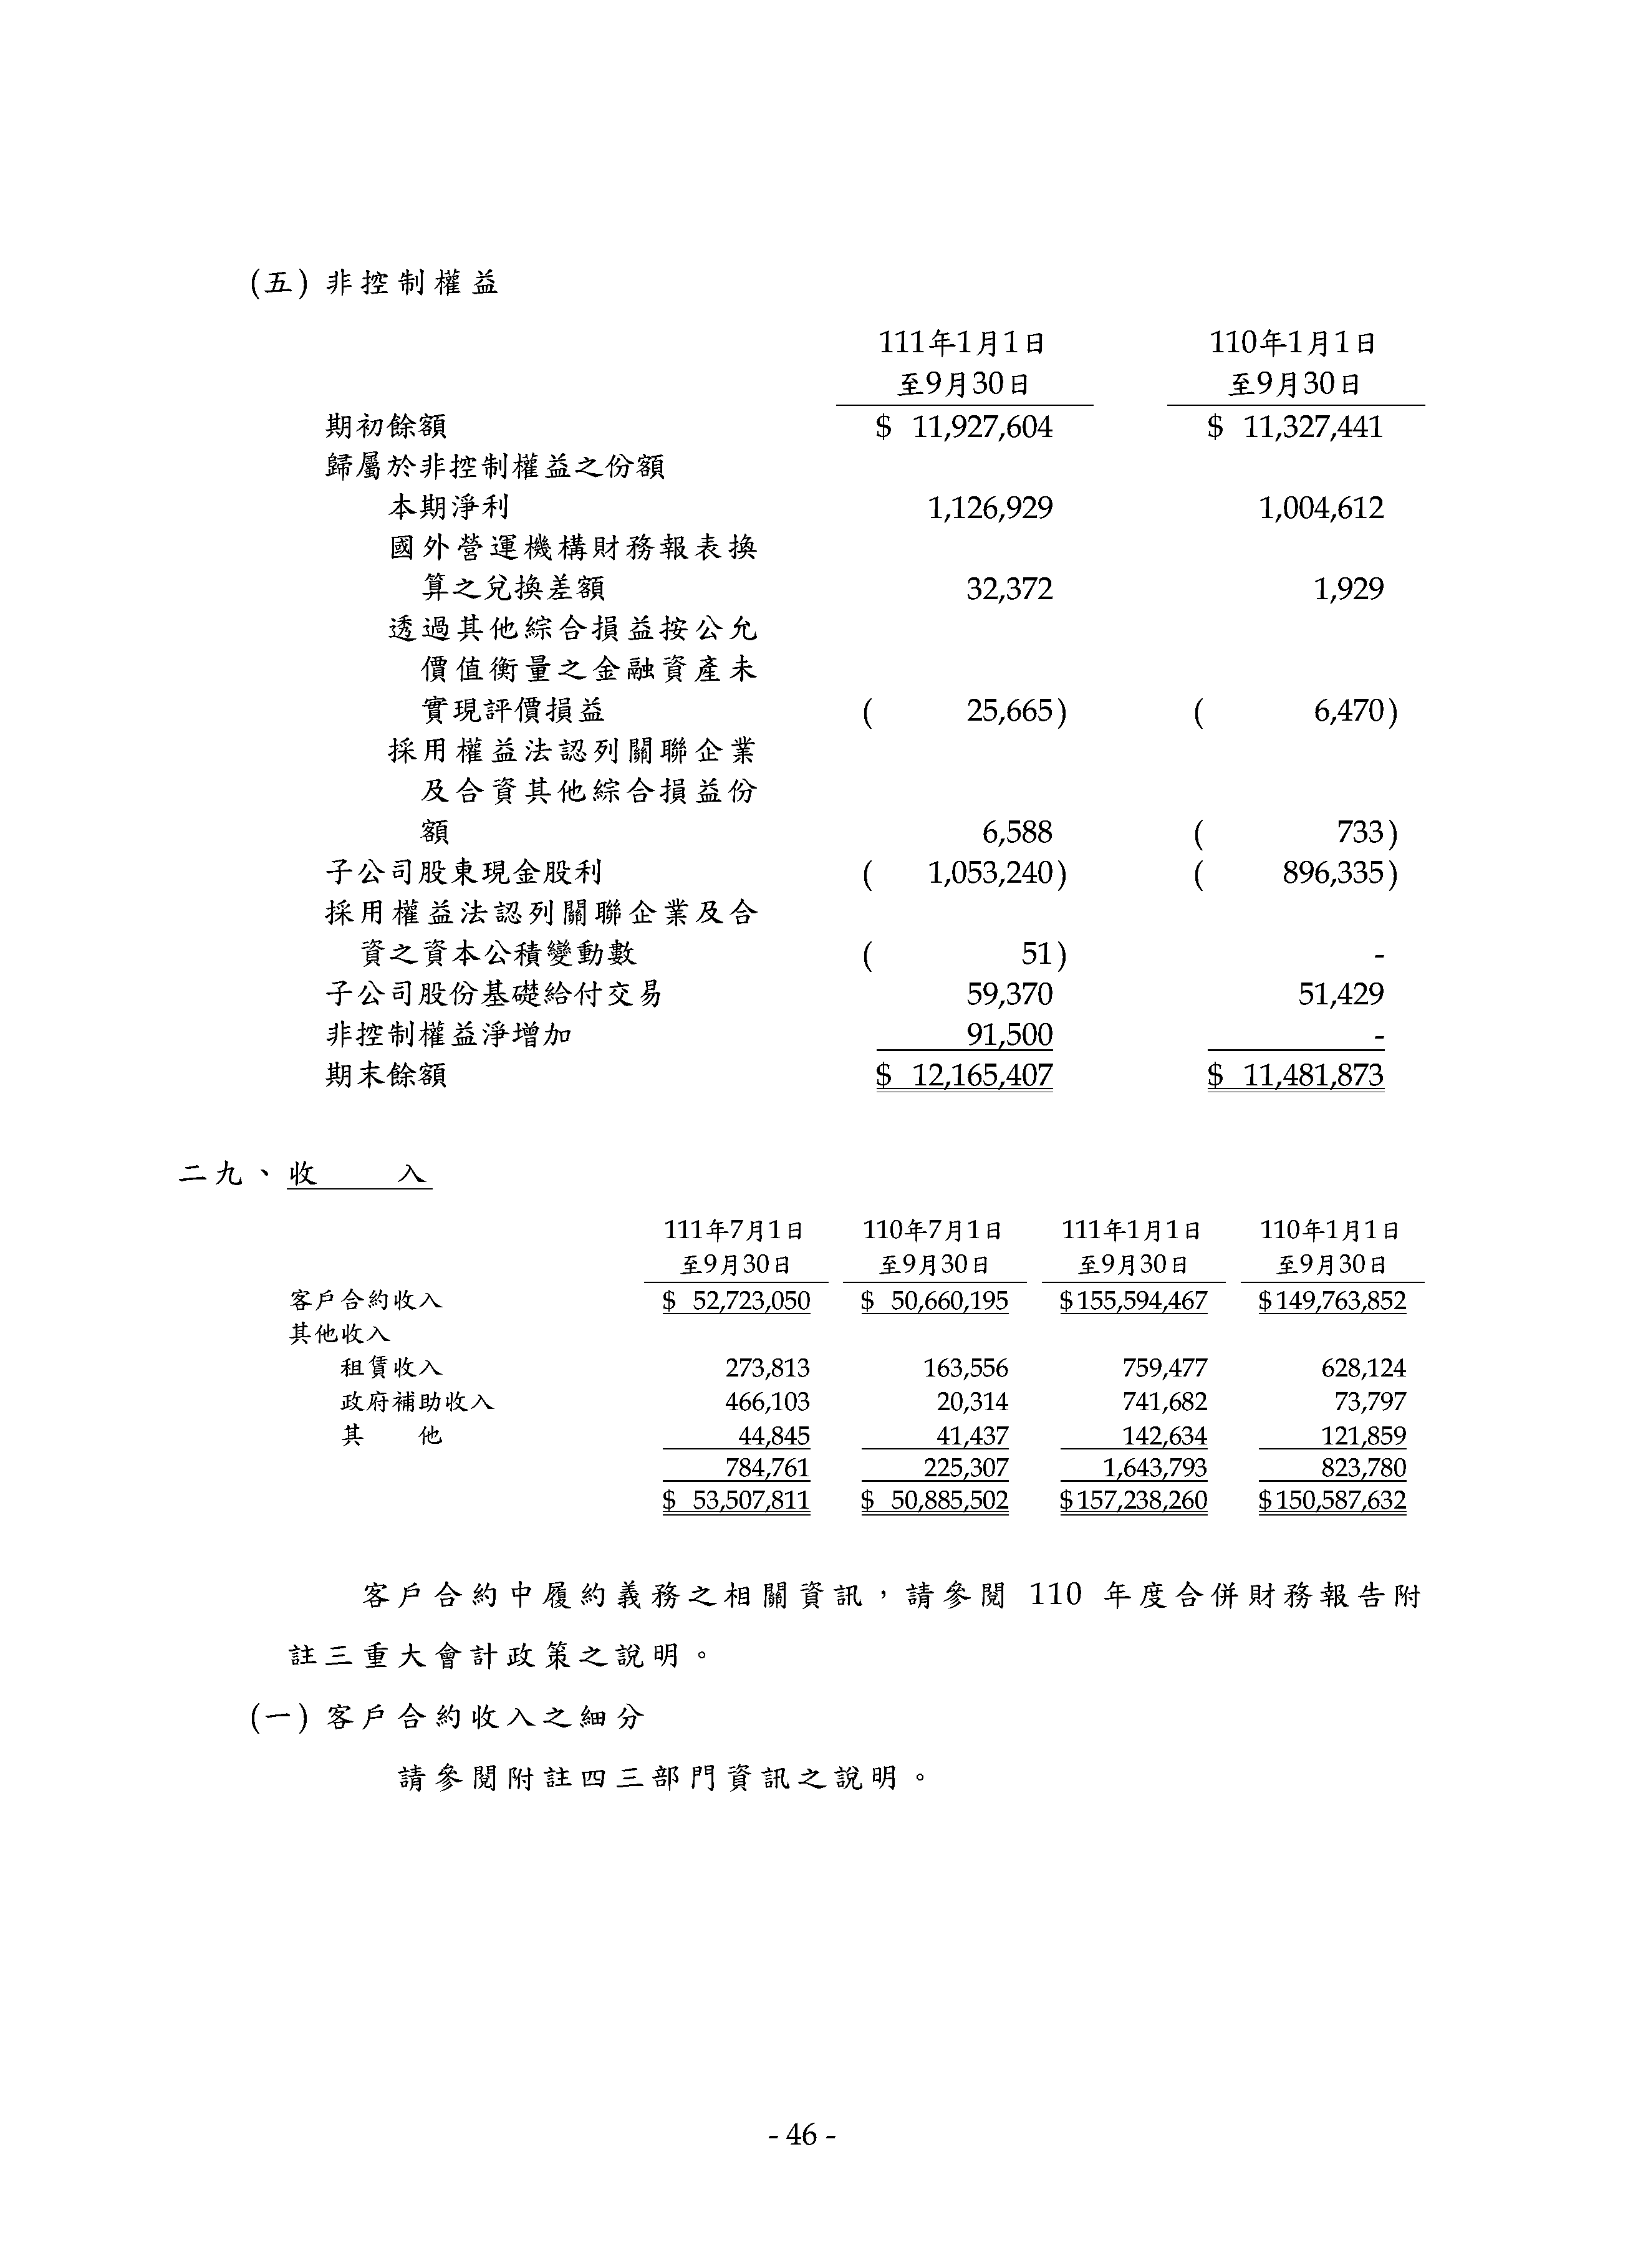 (五) 非控制權益
111年1月1日 110年1月1日
至9月30日 至9月30日
期初餘額 $ 11,927,604 $ 11,327,441
歸屬於非控制權益之份額
本期淨利 1,126,929 1,004,612
國外營運機構財務報表換
算之兌換差額 32,372 1,929
透過其他綜合損益按公允
價值衡量之金融資產未
實現評價損益 ( 25,665) ( 6,470)
採用權益法認列關聯企業
及合資其他綜合損益份
額 6,588 ( 733)
子公司股東現金股利 ( 1,053,240) ( 896,335)
採用權益法認列關聯企業及合
資之資本公積變動數 ( 51) -
子公司股份基礎給付交易 59,370 51,429
非控制權益淨增加 91,500 -
期末餘額 $ 12,165,407 $ 11,481,873
二九、收 入
111年7月1日 110年7月1日 111年1月1日 110年1月1日
至9月30日 至9月30日 至9月30日 至9月30日
客戶合約收入 $ 52,723,050 $ 50,660,195 $155,594,467 $149,763,852
其他收入
租賃收入 273,813 163,556 759,477 628,124
政府補助收入 466,103 20,314 741,682 73,797
其 他 44,845 41,437 142,634 121,859
784,761 225,307 1,643,793 823,780
$ 53,507,811 $ 50,885,502 $157,238,260 $150,587,632
客戶合約中履約義務之相關資訊，請參閱 110 年度合併財務報告附
註三重大會計政策之說明。
(一) 客戶合約收入之細分
請參閱附註四三部門資訊之說明。
- 46 -